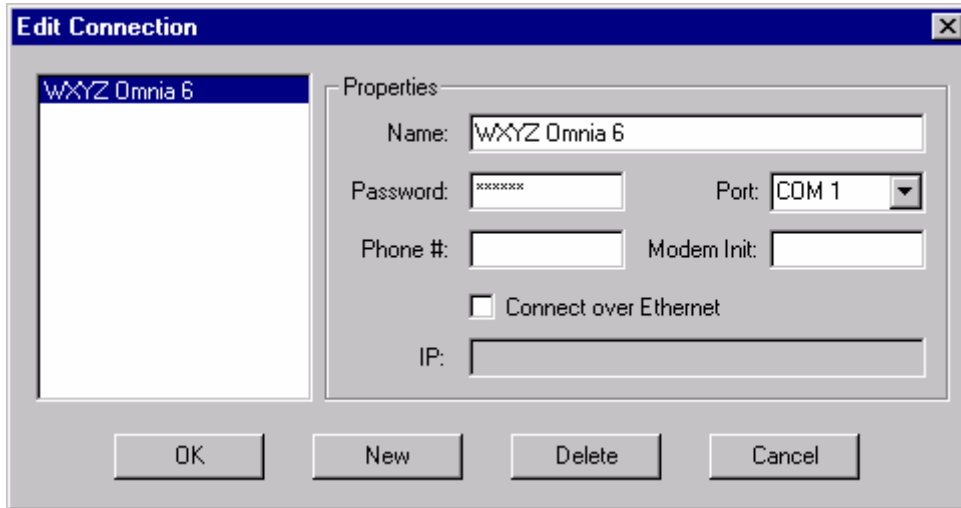 Edit Connection
WXYZ Omnia 6
Properties
Name: WXYZ Omnia 6
Password: ****** Port: COM 1
Phone #: Modem Init:
Connect over Ethernet
IP:
OK New Delete Cancel